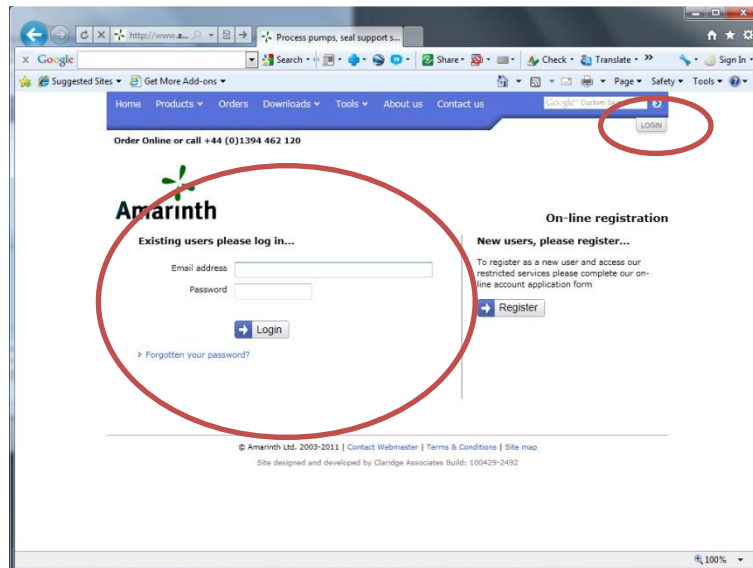 http://www.a...
Process pumps, seal support s...
x Google
Search
Share
Check
Translate
»
Sign In
Suggested Sites
Get More Add-ons
Page
Safety
Tools
Home Products Orders Downloads Tools About us Contact us
Google™ Custom
LOGIN
Order Online or call +44 (0)1394 462 120
Amarinth
On-line registration
Existing users please log in...
New users, please register...
Email address
To register as a new user and access our
restricted services please complete our on-
line account application form
Password
Register
Login
Forgotten your password?
© Amarinth Ltd. 2003-2011 | Contact Webmaster | Terms & Conditions | Site map
Site designed and developed by Claridge Associates Build: 100429-2492
100%